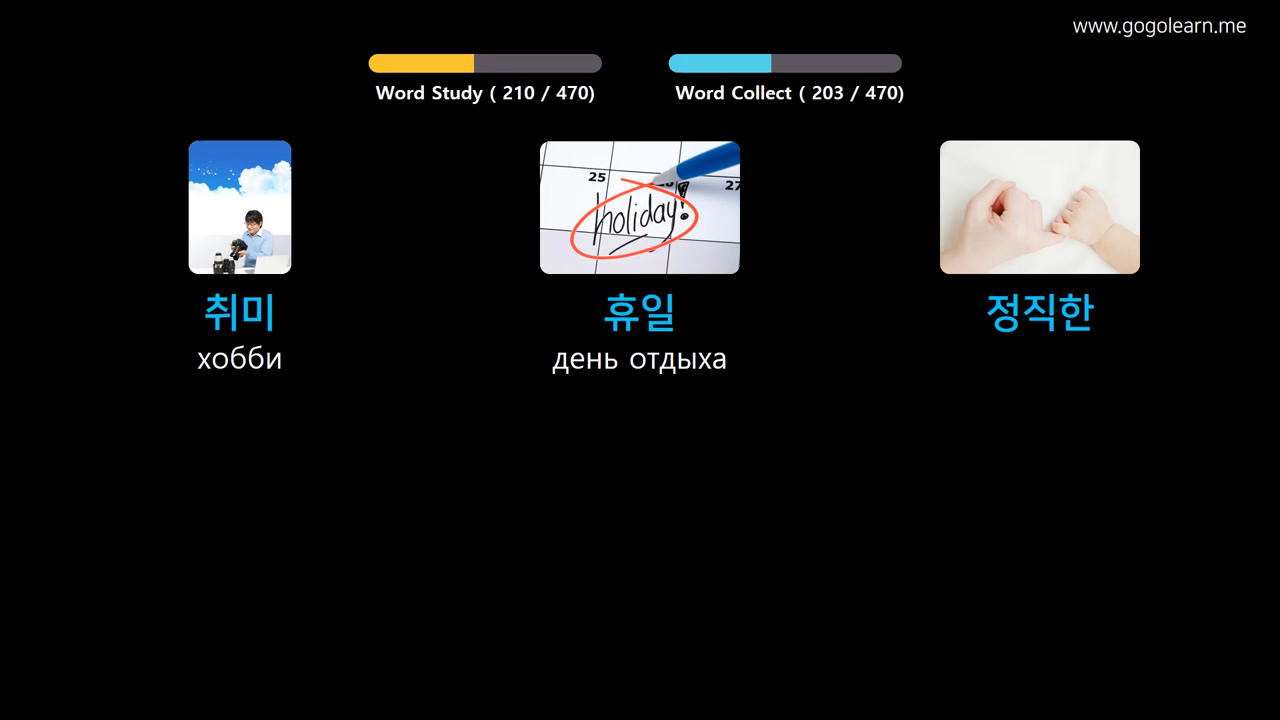 www.gogolearn.me
Word Study ( 210 / 470)
Word Collect ( 203 / 470)
25
27
holiday!
취미
휴일
정직한
хобби
день отдыха